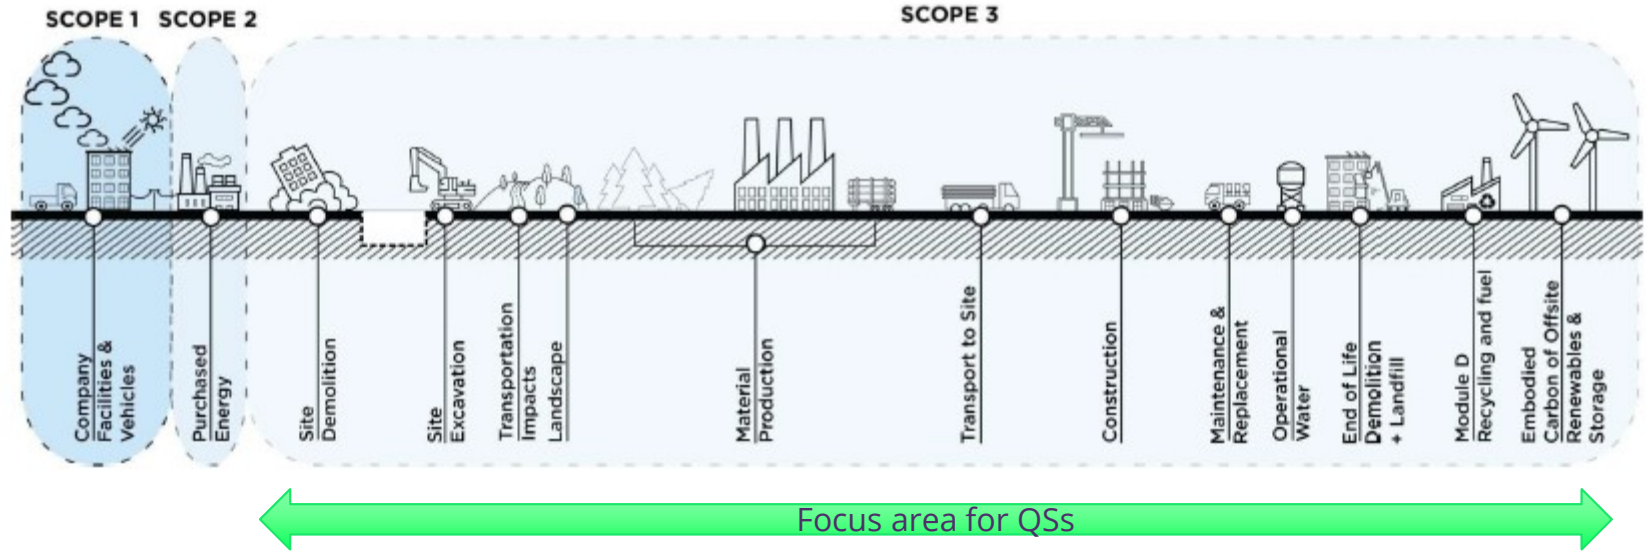 SCOPE 1
SCOPE 2
SCOPE 3
Company
Facilities &
Vehicles
Purchased
Energy
Site
Demolition
Site
Excavation
Transportation
Impacts
Landscape
Material
Production
Transport to Site
Construction
Maintenance &
Replacement
Operational
Water
End of Life
Demolition
+ Landfill
Module D
Recycling and fuel
Embodied
Carbon of Offsite
Renewables &
Storage
Focus area for QSs